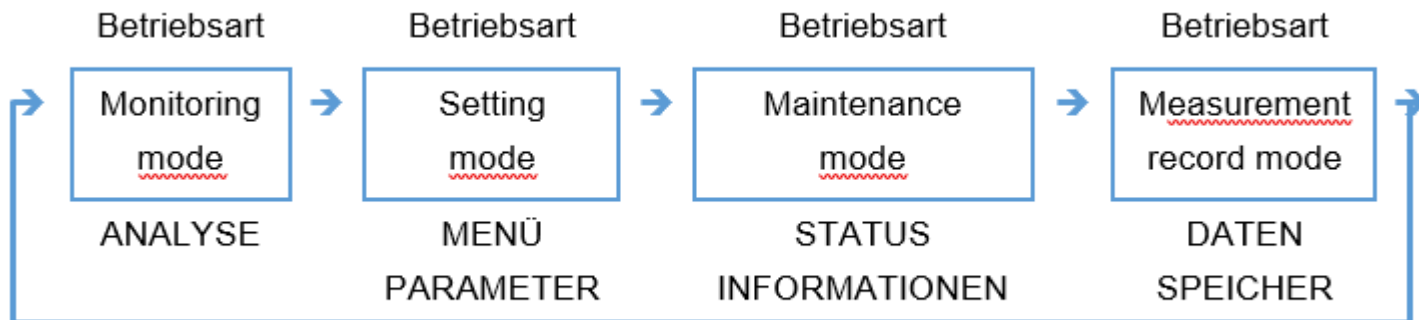 Betriebsart Betriebsart Betriebsart Betriebsart
Monitoring Setting Maintenance Measurement
mode mode mode record mode
ANALYSE MENÜ STATUS DATEN
PARAMETER INFORMATIONEN SPEICHER